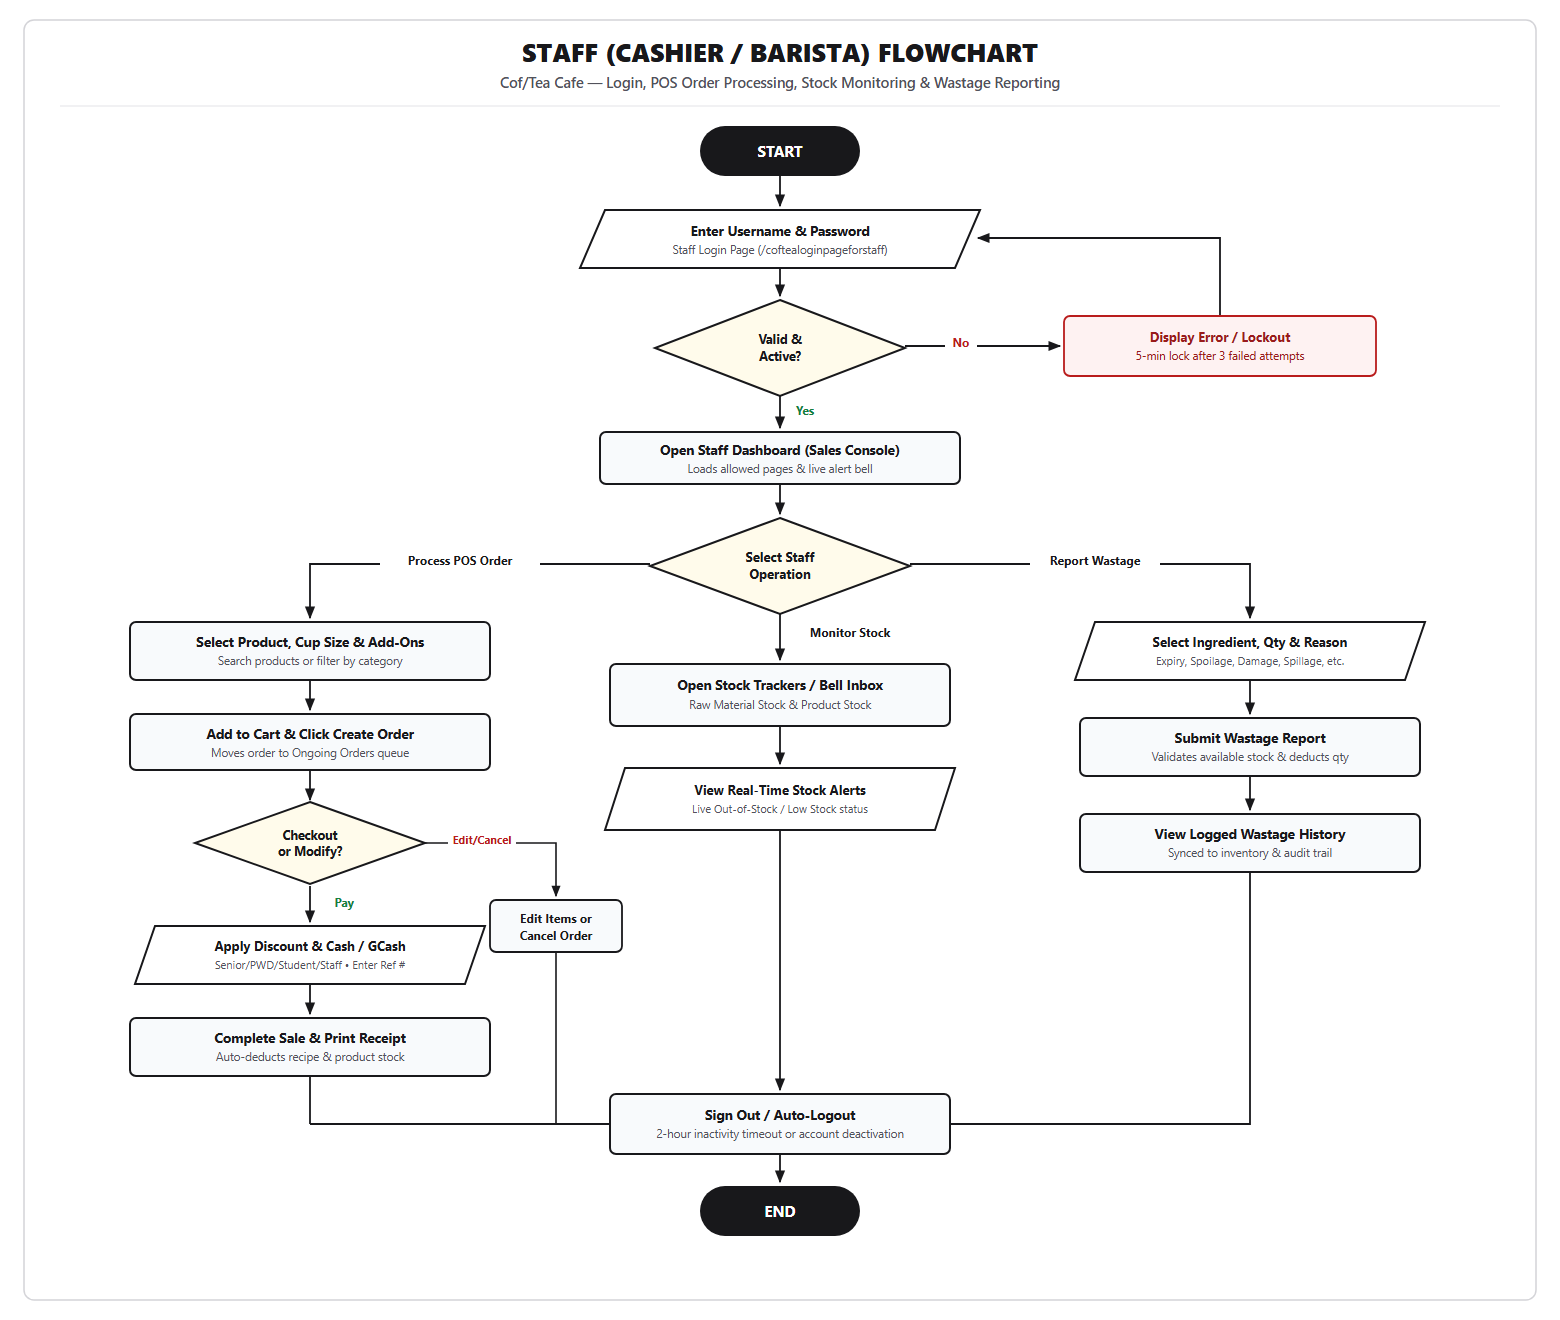 STAFF (CASHIER / BARISTA) FLOWCHART
Cof/Tea Cafe — Login, POS Order Processing, Stock Monitoring & Wastage Reporting
START
Enter Username & Password
Staff Login Page (/coftealoginpageforstaff)
Valid &
Active?
No
Display Error / Lockout
5-min lock after 3 failed attempts
Yes
Open Staff Dashboard (Sales Console)
Loads allowed pages & live alert bell
Select Staff
Operation
Process POS Order
Report Wastage
Monitor Stock
Select Product, Cup Size & Add-Ons
Search products or filter by category
Add to Cart & Click Create Order
Moves order to Ongoing Orders queue
Checkout
or Modify?
Edit/Cancel
Pay
Edit Items or
Cancel Order
Apply Discount & Cash / GCash
Senior/PWD/Student/Staff • Enter Ref #
Complete Sale & Print Receipt
Auto-deducts recipe & product stock
Open Stock Trackers / Bell Inbox
Raw Material Stock & Product Stock
View Real-Time Stock Alerts
Live Out-of-Stock / Low Stock status
Select Ingredient, Qty & Reason
Expiry, Spoilage, Damage, Spillage, etc.
Submit Wastage Report
Validates available stock & deducts qty
View Logged Wastage History
Synced to inventory & audit trail
Sign Out / Auto-Logout
2-hour inactivity timeout or account deactivation
END